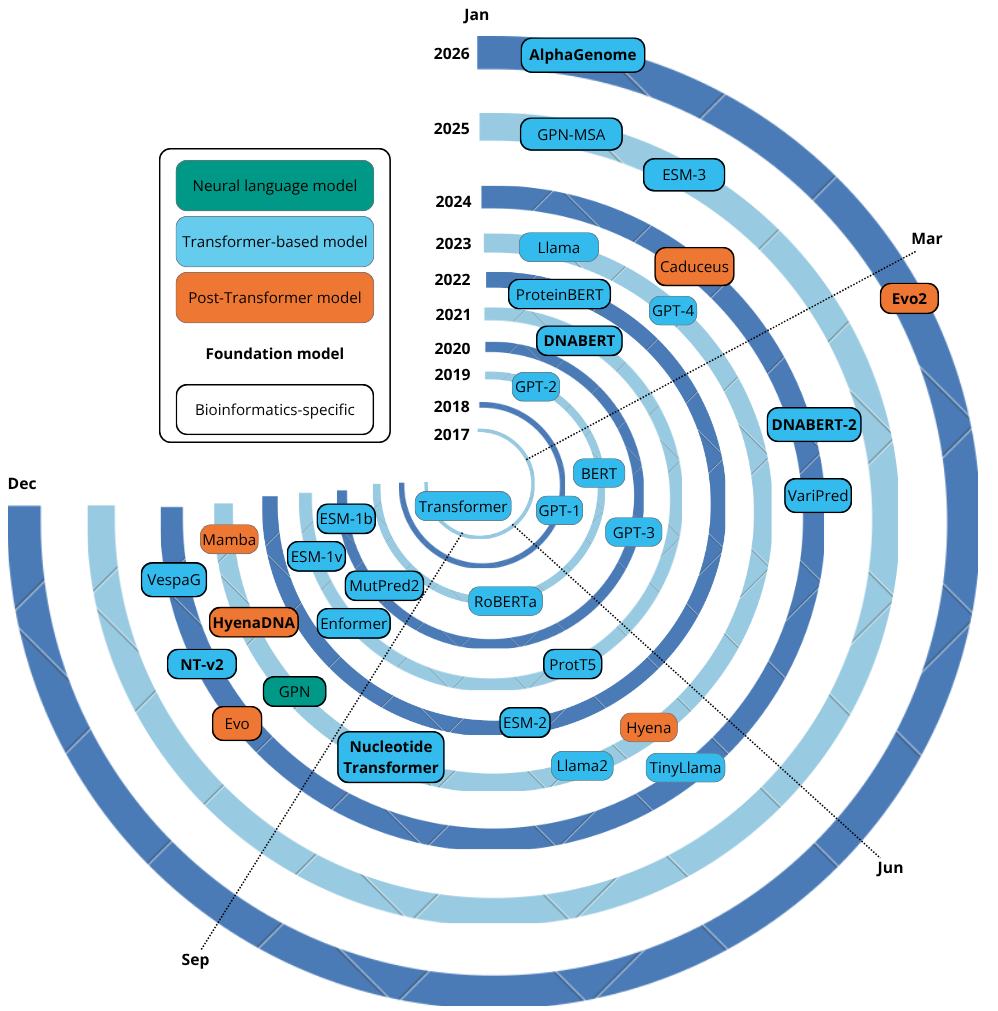 Jan
2026
AlphaGenome
2025
GPN-MSA
ESM-3
Neural language model
Transformer-based model
Post-Transformer model
Foundation model
Bioinformatics-specific
2024
2023
Llama
Mar
Caduceus
2022
ProteinBERT
Evo2
2021
GPT-4
DNABERT
2020
2019
GPT-2
2018
2017
DNABERT-2
BERT
Dec
VariPred
Transformer
GPT-1
ESM-1b
GPT-3
Mamba
ESM-1v
VespaG
MutPred2
RoBERTa
HyenaDNA
Enformer
NT-v2
ProtT5
GPN
Evo
ESM-2
Hyena
Nucleotide
Transformer
Llama2
TinyLlama
Jun
Sep